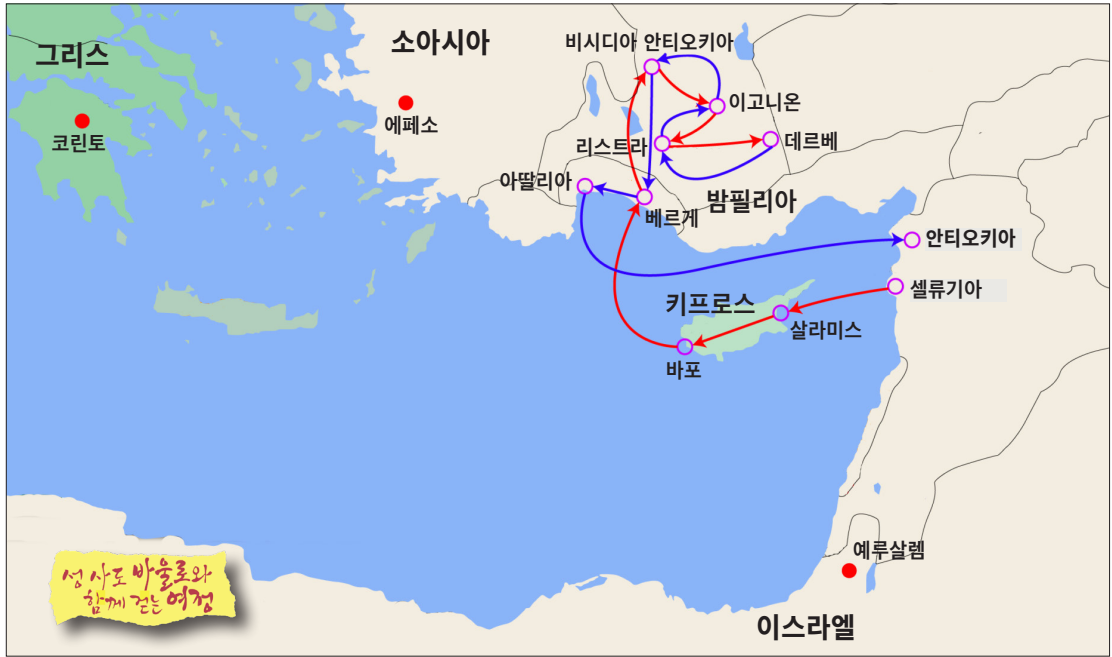 그리스
소아시아
비시디아 안티오키아
코린토
에페소
이고니온
리스트라
데르베
아딸리아
밤필리아
베르게
안티오키아
셀류기아
키프로스
살라미스
바포
예루살렘
이스라엘
성 사도 바울로와
함께 걷는 여정